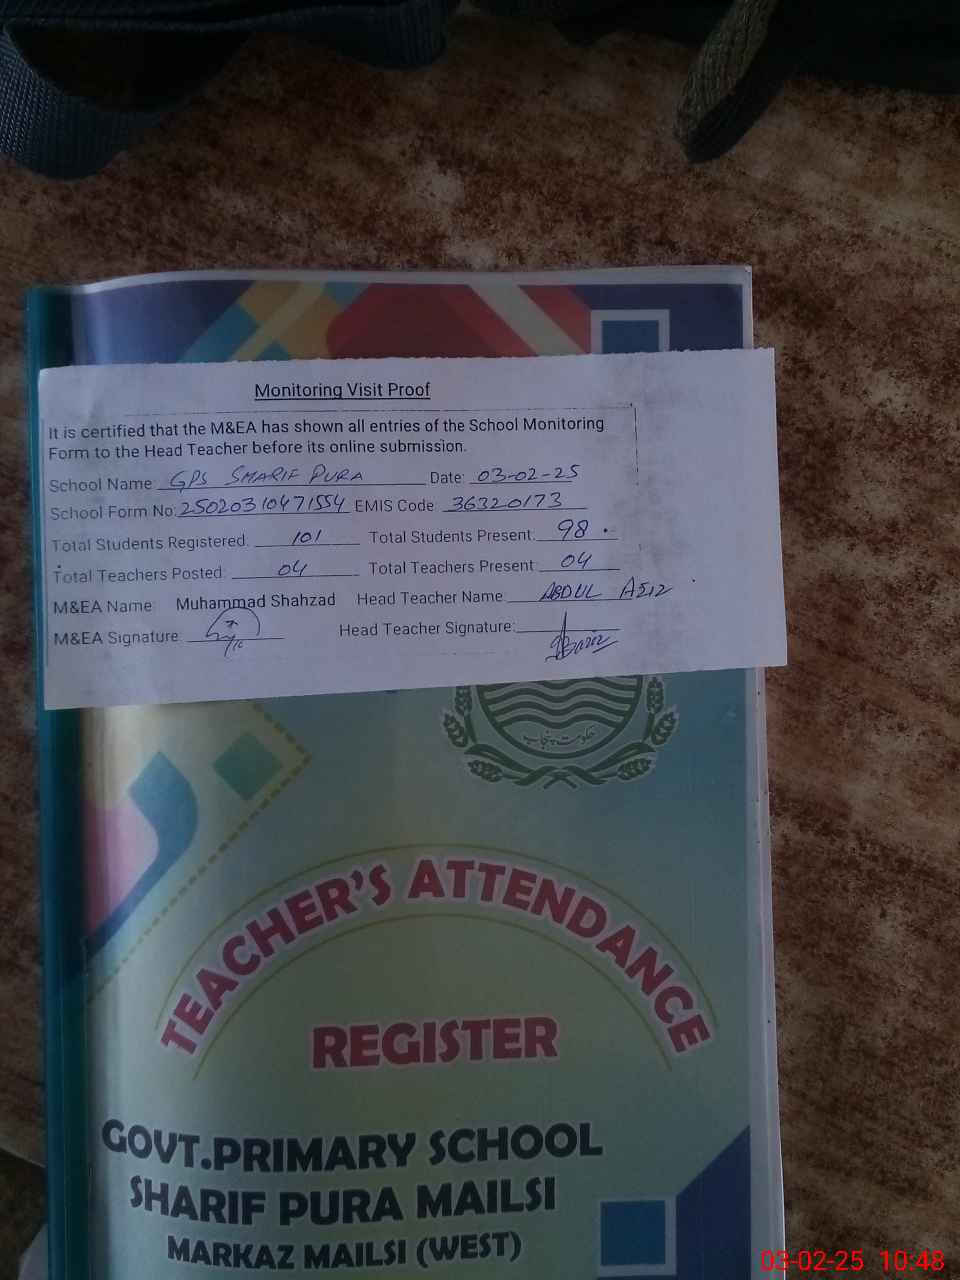 Monitoring Visit Proof
It is certified that the M&EA has shown all entries of the School Monitoring
Form to the Head Teacher before its online submission.
School Name: GPS SHARIF PURA Date: 03-02-25
School Form No: 25020310471554 EMIS Code: 36320173
Total Students Registered: 101 Total Students Present: 98
Total Teachers Posted: 04 Total Teachers Present: 04
M&EA Name: Muhammad Shahzad Head Teacher Name: ABDUL AZIZ
M&EA Signature: Head Teacher Signature:
حکومت پنجاب
TEACHER'S ATTENDANCE
REGISTER
GOVT.PRIMARY SCHOOL
SHARIF PURA MAILSI
MARKAZ MAILSI (WEST)
03-02-25 10:48